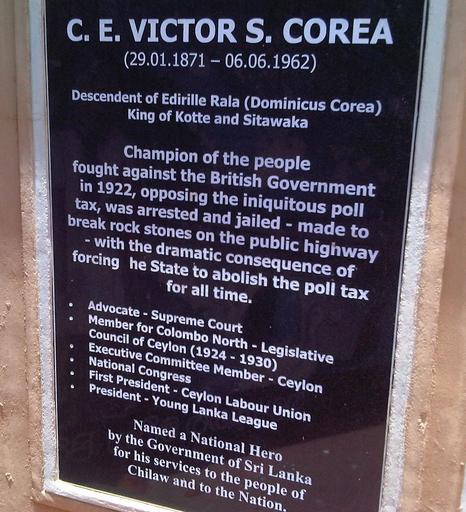 C. E. VICTOR S. COREA
(29.01.1871 – 06.06.1962)
Descendent of Edirille Rala (Dominicus Corea)
King of Kotte and Sitawaka
Champion of the people
fought against the British Government
in 1922, opposing the iniquitous poll
tax, was arrested and jailed - made to
break rock stones on the public highway
- with the dramatic consequence of
forcing he State to abolish the poll tax
for all time.
• Advocate - Supreme Court
• Member for Colombo North - Legislative
Council of Ceylon (1924 - 1930)
• Executive Committee Member - Ceylon
National Congress
• First President - Ceylon Labour Union
• President - Young Lanka League
Named a National Hero
by the Government of Sri Lanka
for his services to the people of
Chilaw and to the Nation.